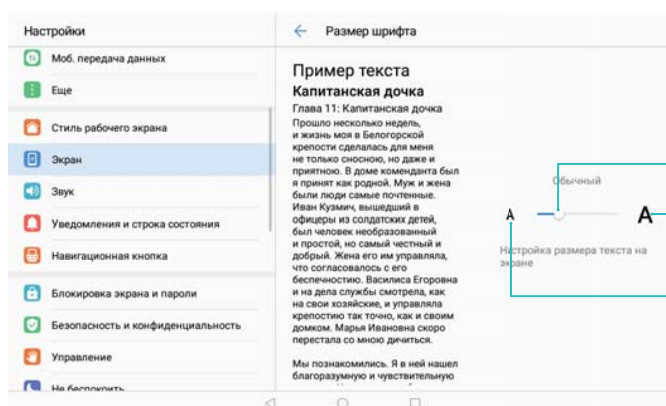 Настройки
Моб. передача данных
Еще
Стиль рабочего экрана
Экран
Звук
Уведомления и строка состояния
Навигационная кнопка
Блокировка экрана и пароли
Безопасность и конфиденциальность
Управление
Не беспокоить
Размер шрифта
Пример текста
Капитанская дочка
Глава 11: Капитанская дочка
Прошло несколько недель,
и жизнь моя в Белогорской
крепости сделалась для меня
не только сносною, но даже и
приятною. В доме коменданта был
я принят как родной. Муж и жена
были люди самые почтенные.
Иван Кузмич, вышедший в
офицеры из солдатских детей,
был человек необразованный
и простой, но самый честный и
добрый. Жена его им управляла,
что согласовалось с его
беспечностию. Василиса Егоровна
и на дела службы смотрела, как
на свои хозяйские, и управляла
крепостию так точно, как и своим
домком. Марья Ивановна скоро
перестала со мною дичиться.
Мы познакомились. Я в ней нашел
благоразумную и чувствительную
Обычный
A A
Настройка размера текста на
экране